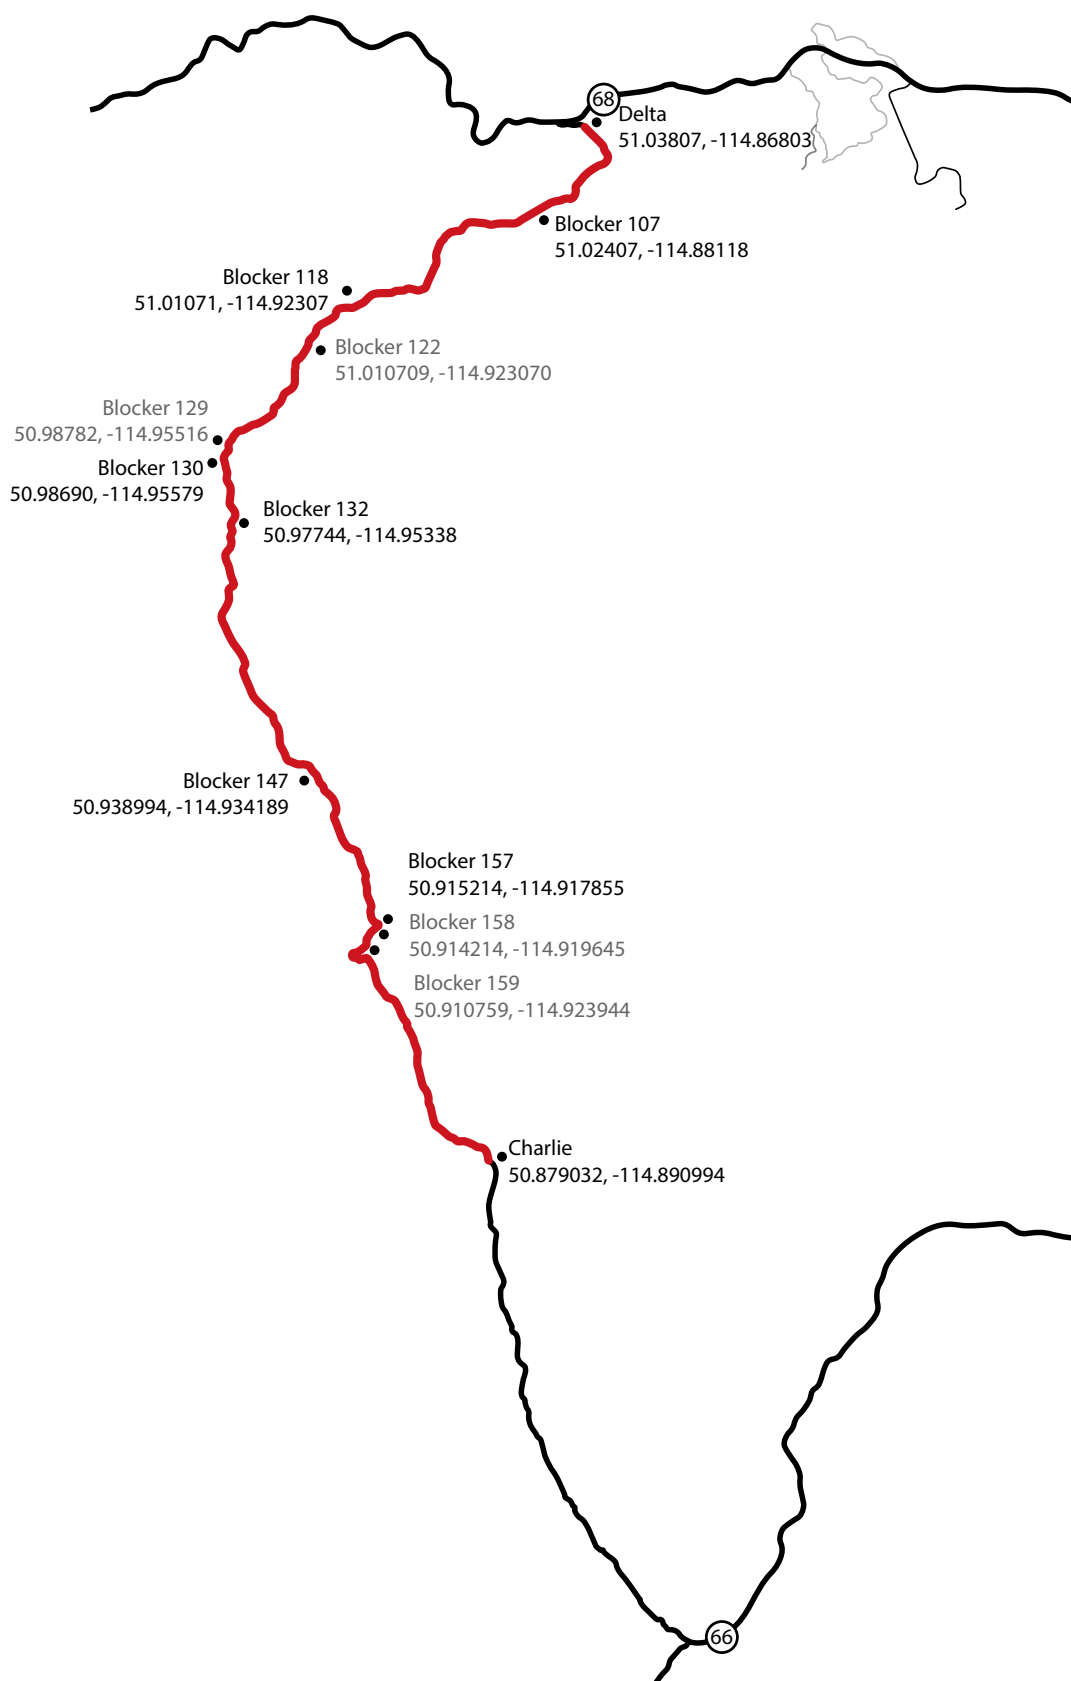 68
Delta
51.03807, -114.86803
Blocker 107
51.02407, -114.88118
Blocker 118
51.01071, -114.92307
Blocker 122
51.010709, -114.923070
Blocker 129
50.98782, -114.95516
Blocker 130
50.98690, -114.95579
Blocker 132
50.97744, -114.95338
Blocker 147
50.938994, -114.934189
Blocker 157
50.915214, -114.917855
Blocker 158
50.914214, -114.919645
Blocker 159
50.910759, -114.923944
Charlie
50.879032, -114.890994
66